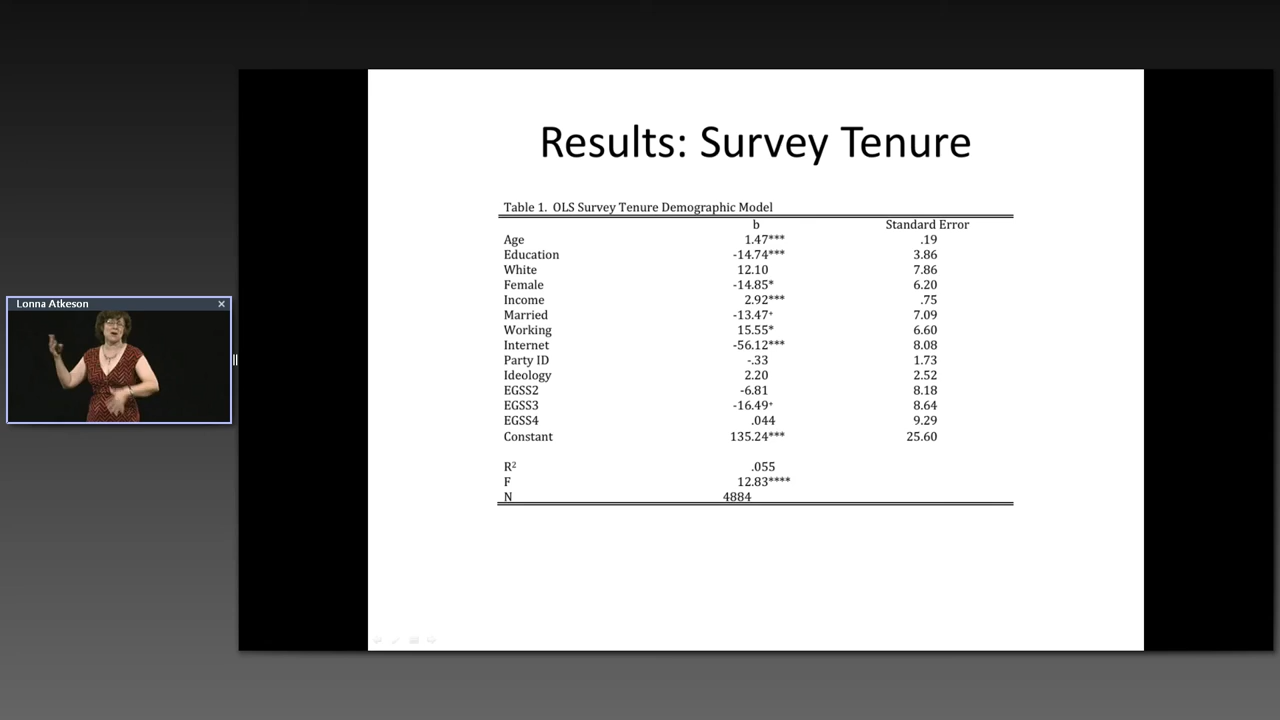 Results: Survey Tenure
Lonna Atkeson
Table 1. OLS Survey Tenure Demographic Model
b Standard Error
Age 1.47*** .19
Education -14.74*** 3.86
White 12.10 7.86
Female -14.85* 6.20
Income 2.92*** .75
Married -13.47⁺ 7.09
Working 15.55* 6.60
Internet -56.12*** 8.08
Party ID -.33 1.73
Ideology 2.20 2.52
EGSS2 -6.81 8.18
EGSS3 -16.49⁺ 8.64
EGSS4 .044 9.29
Constant 135.24*** 25.60
R² .055
F 12.83****
N 4884